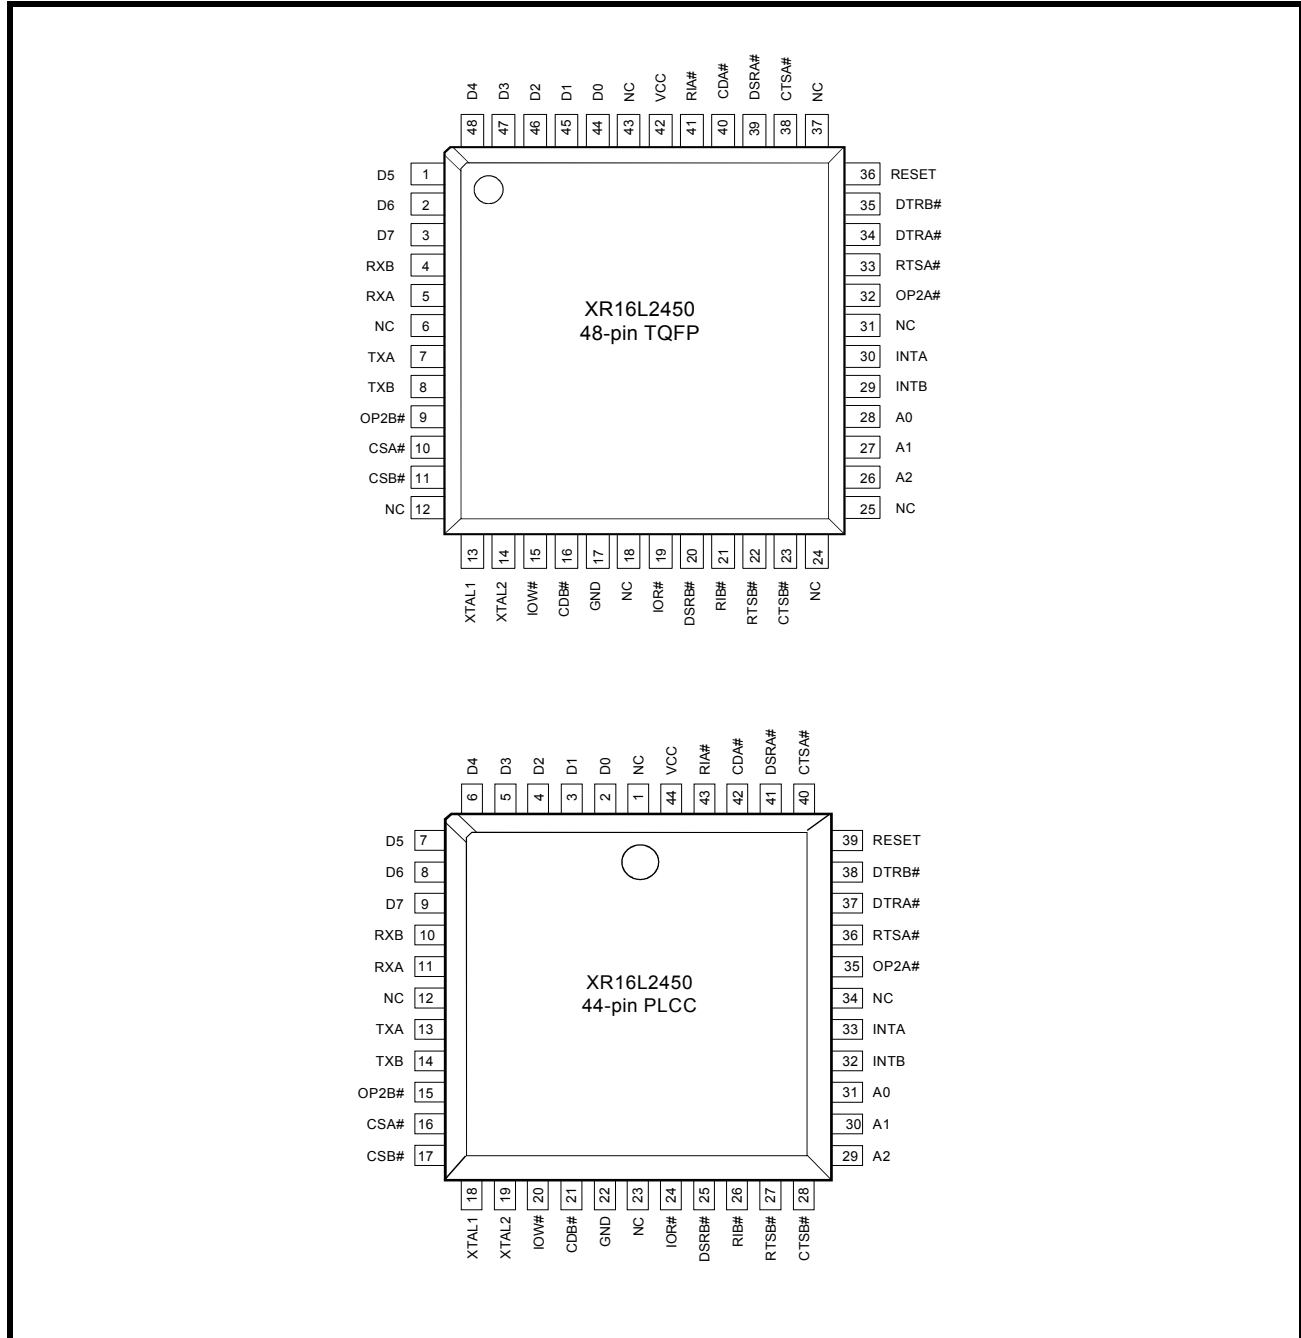 D4 D3 D2 D1 D0 NC VCC RIA# CDA# DSRA# CTSA# NC
48 47 46 45 44 43 42 41 40 39 38 37
D5 1 36 RESET
D6 2 35 DTRB#
D7 3 34 DTRA#
RXB 4 33 RTSA#
RXA 5 32 OP2A#
NC 6 31 NC
TXA 7 30 INTA
TXB 8 29 INTB
OP2B# 9 28 A0
CSA# 10 27 A1
CSB# 11 26 A2
NC 12 25 NC
XR16L2450
48-pin TQFP
13 14 15 16 17 18 19 20 21 22 23 24
XTAL1 XTAL2 IOW# CDB# GND NC IOR# DSRB# RIB# RTSB# CTSB# NC
D4 D3 D2 D1 D0 NC VCC RIA# CDA# DSRA# CTSA#
6 5 4 3 2 1 44 43 42 41 40
D5 7 39 RESET
D6 8 38 DTRB#
D7 9 37 DTRA#
RXB 10 36 RTSA#
RXA 11 35 OP2A#
NC 12 34 NC
TXA 13 33 INTA
TXB 14 32 INTB
OP2B# 15 31 A0
CSA# 16 30 A1
CSB# 17 29 A2
XR16L2450
44-pin PLCC
18 19 20 21 22 23 24 25 26 27 28
XTAL1 XTAL2 IOW# CDB# GND NC IOR# DSRB# RIB# RTSB# CTSB#